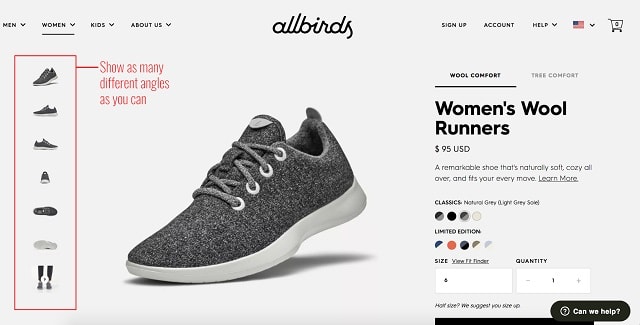 MEN
WOMEN
KIDS
ABOUT US
allbirds
SIGN UP
ACCOUNT
HELP
0
Show as many
different angles
as you can
WOOL COMFORT
TREE COMFORT
Women's Wool
Runners
$ 95 USD
A remarkable shoe that's naturally soft, cozy all
over, and fits your every move. Learn More.
CLASSICS: Natural Grey (Light Grey Sole)
LIMITED EDITION:
SIZE View Fit Finder
QUANTITY
6
− 1 +
Half size? We suggest you size up.
? Can we help?